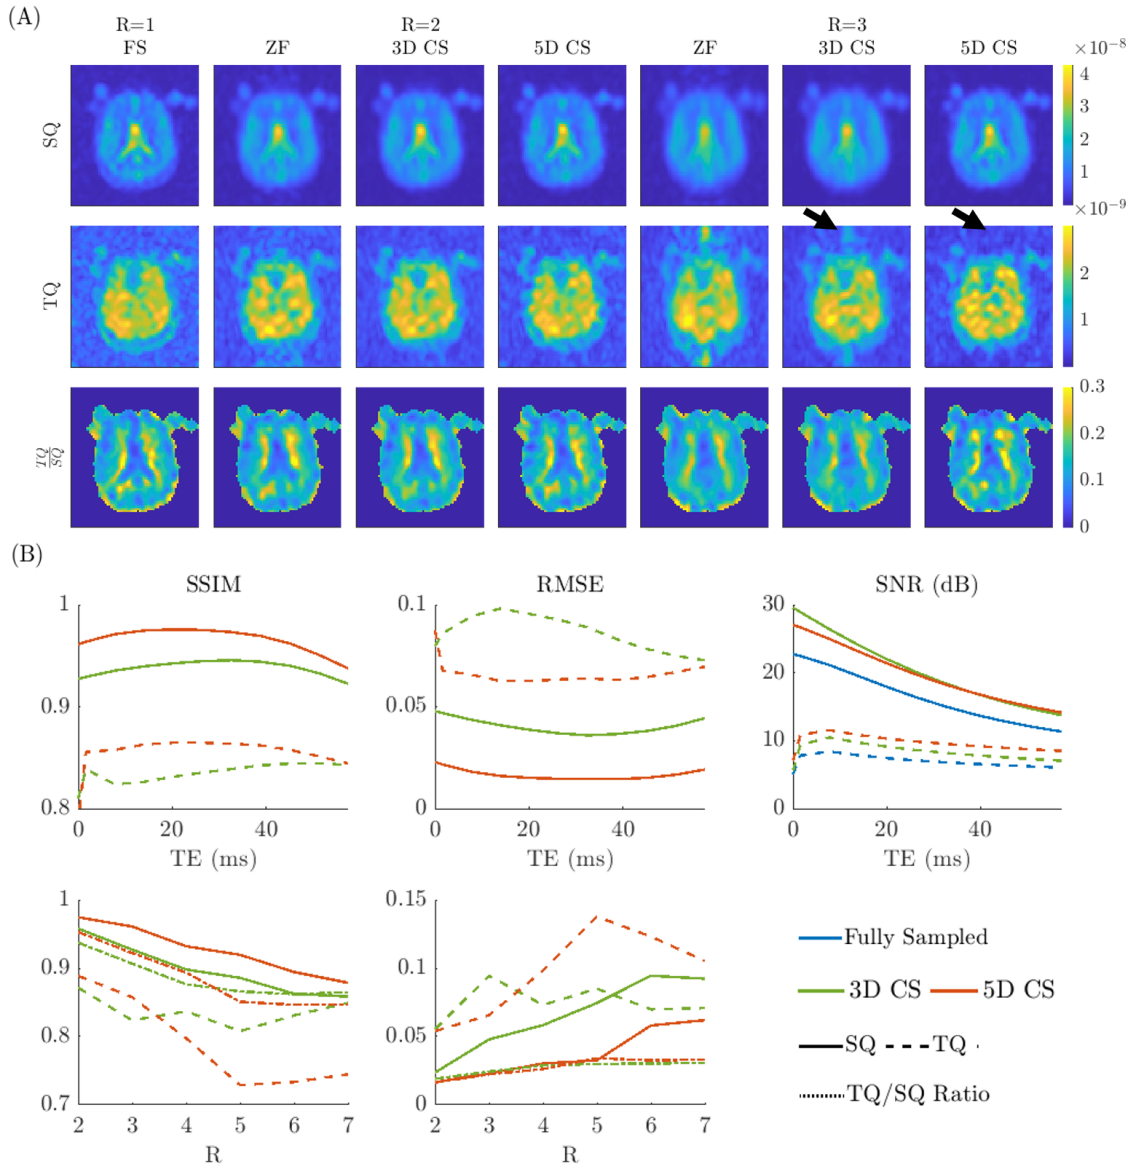 (A)
R=1 R=2 R=3
FS ZF 3D CS 5D CS ZF 3D CS 5D CS
×10⁻⁸
SQ
4
3
2
1
×10⁻⁹
TQ
2
1
TQ/SQ
0.3
0.2
0.1
0
(B)
SSIM RMSE SNR (dB)
1 0.1 30
20
0.9 0.05
10
0.8 0 0
0 20 40 0 20 40 0 20 40
TE (ms) TE (ms) TE (ms)
1 0.15
0.9 0.1
0.8 0.05
0.7 0
2 3 4 5 6 7 2 3 4 5 6 7
R R
Fully Sampled
3D CS 5D CS
SQ TQ
TQ/SQ Ratio